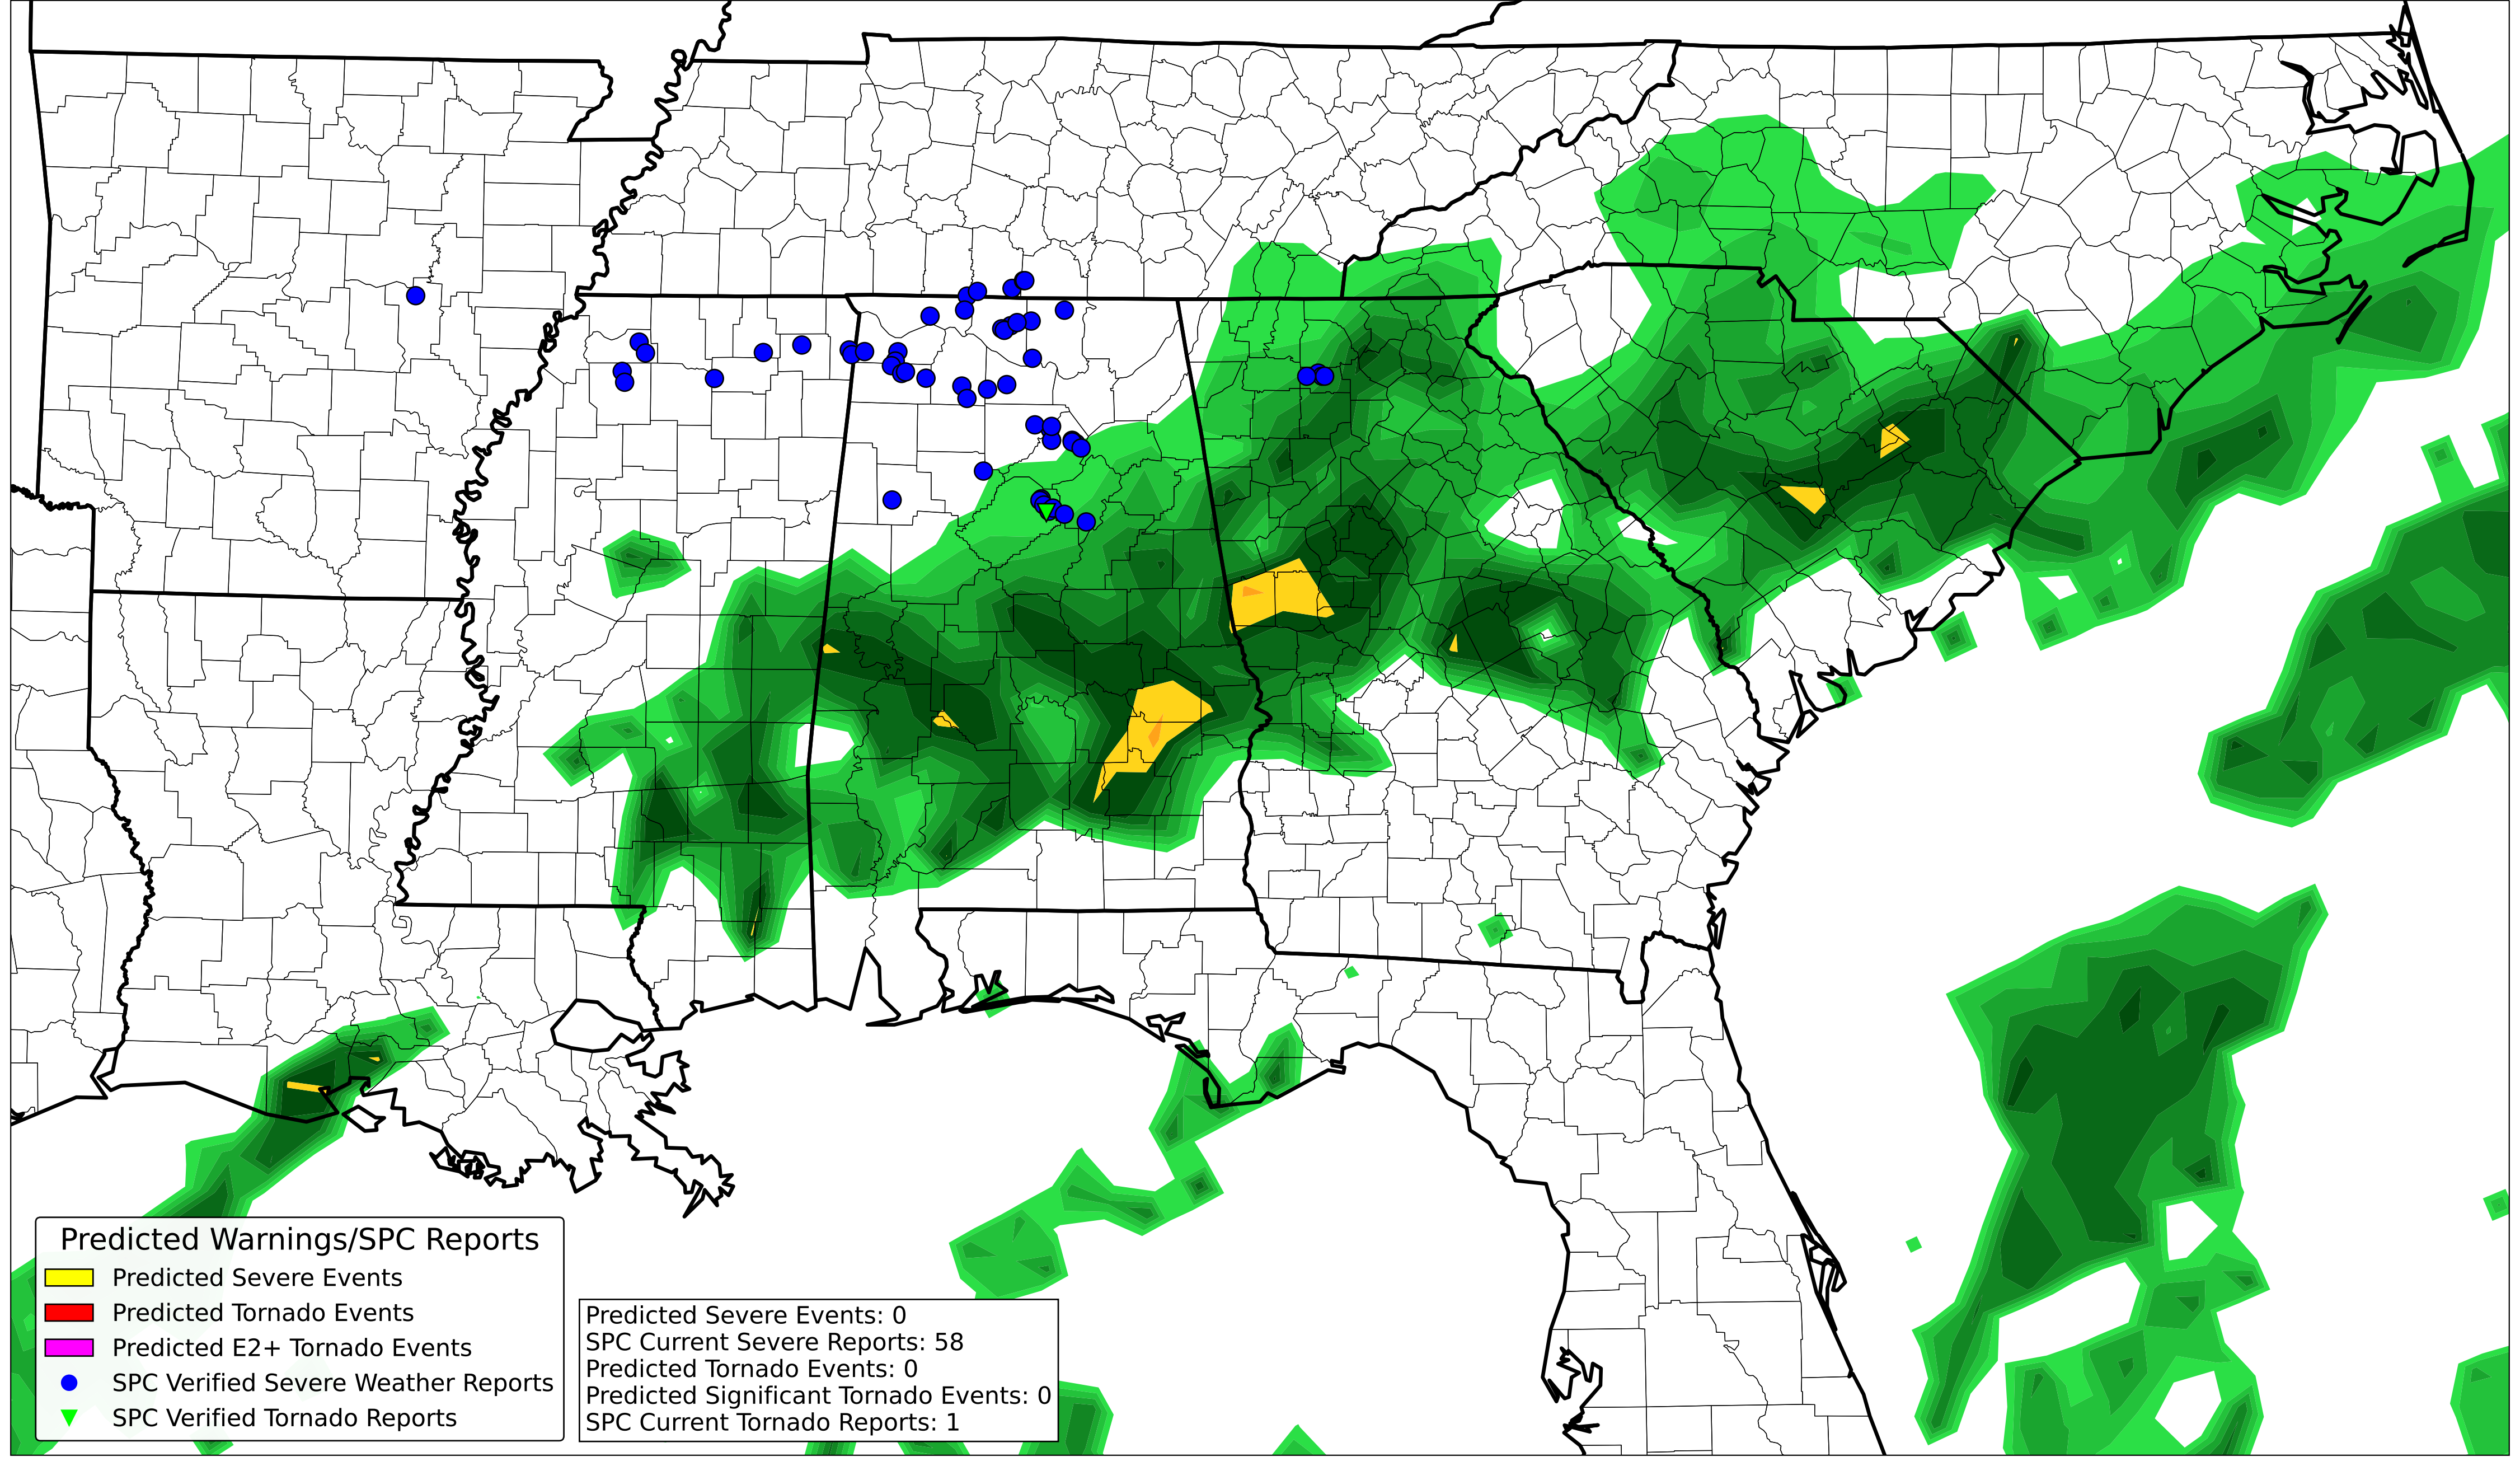 Predicted Warnings/SPC Reports
Predicted Severe Events
Predicted Tornado Events
Predicted E2+ Tornado Events
SPC Verified Severe Weather Reports
SPC Verified Tornado Reports
Predicted Severe Events: 0
SPC Current Severe Reports: 58
Predicted Tornado Events: 0
Predicted Significant Tornado Events: 0
SPC Current Tornado Reports: 1